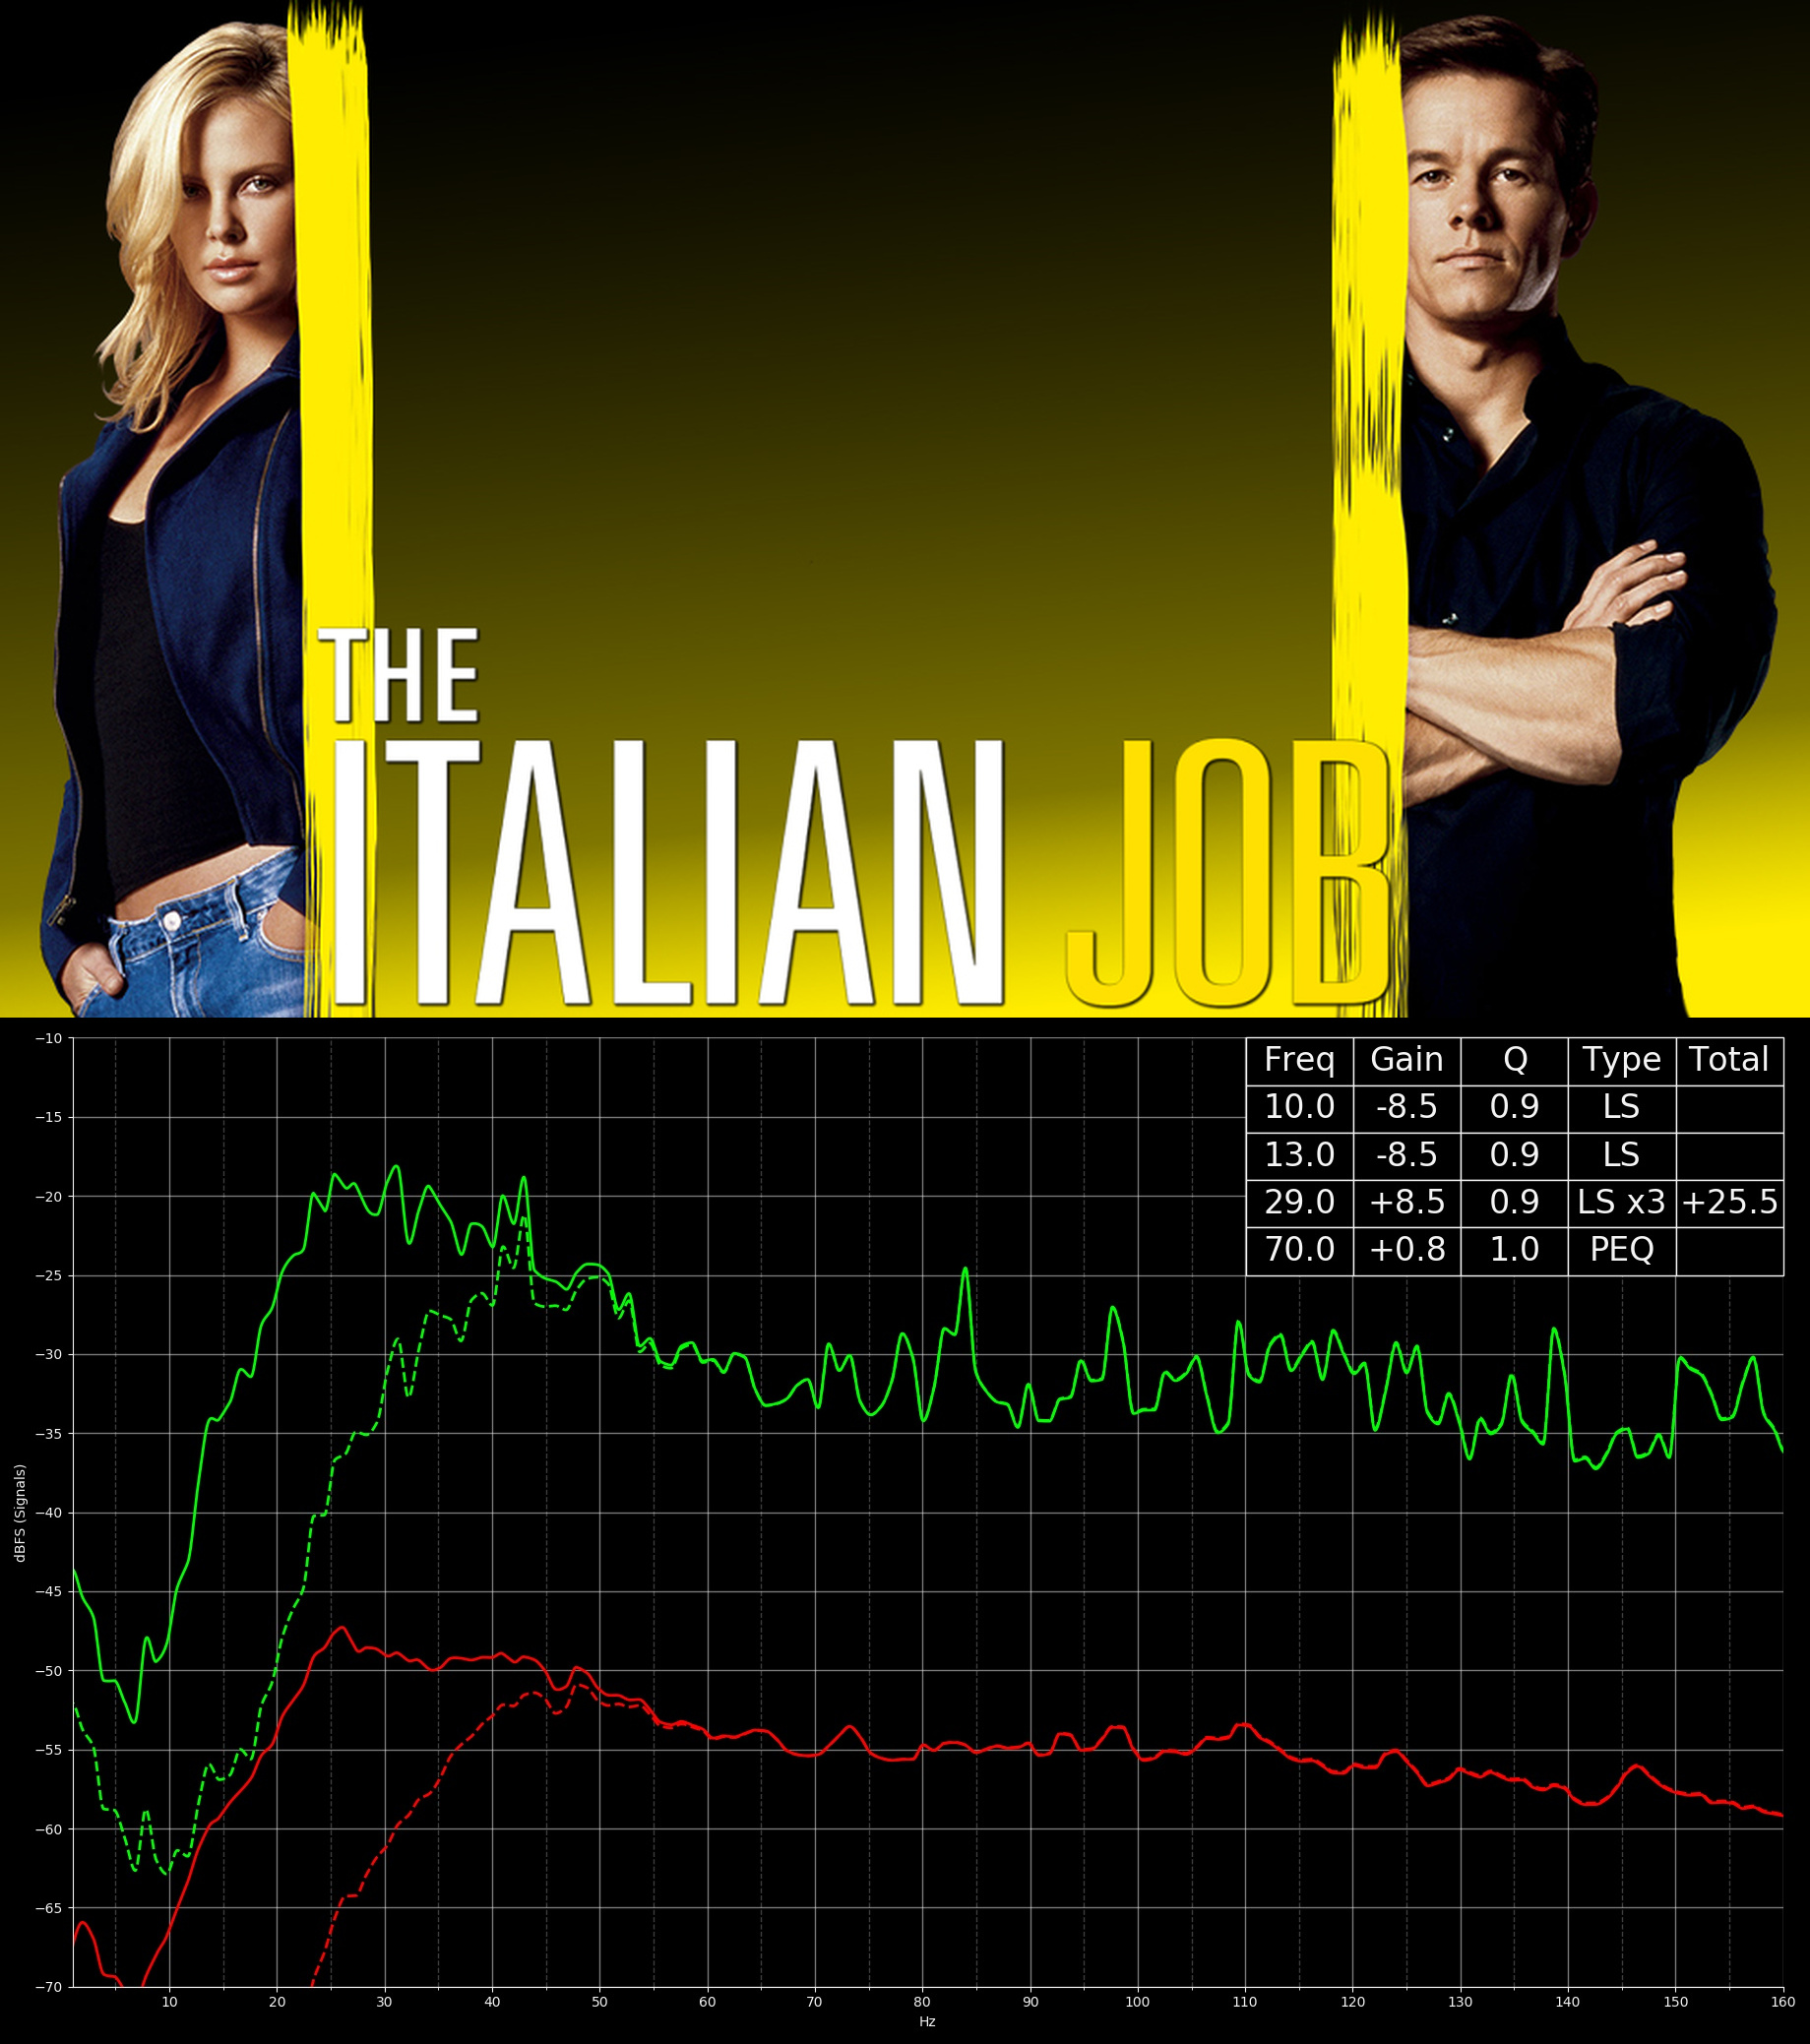 THE
ITALIAN JOB
Freq Gain Q Type Total
10.0 -8.5 0.9 LS
13.0 -8.5 0.9 LS
29.0 +8.5 0.9 LS x3 +25.5
70.0 +0.8 1.0 PEQ
−10
−15
−20
−25
−30
−35
−40
−45
−50
−55
−60
−65
−70
dBFS (Signals)
10 20 30 40 50 60 70 80 90 100 110 120 130 140 150 160
Hz